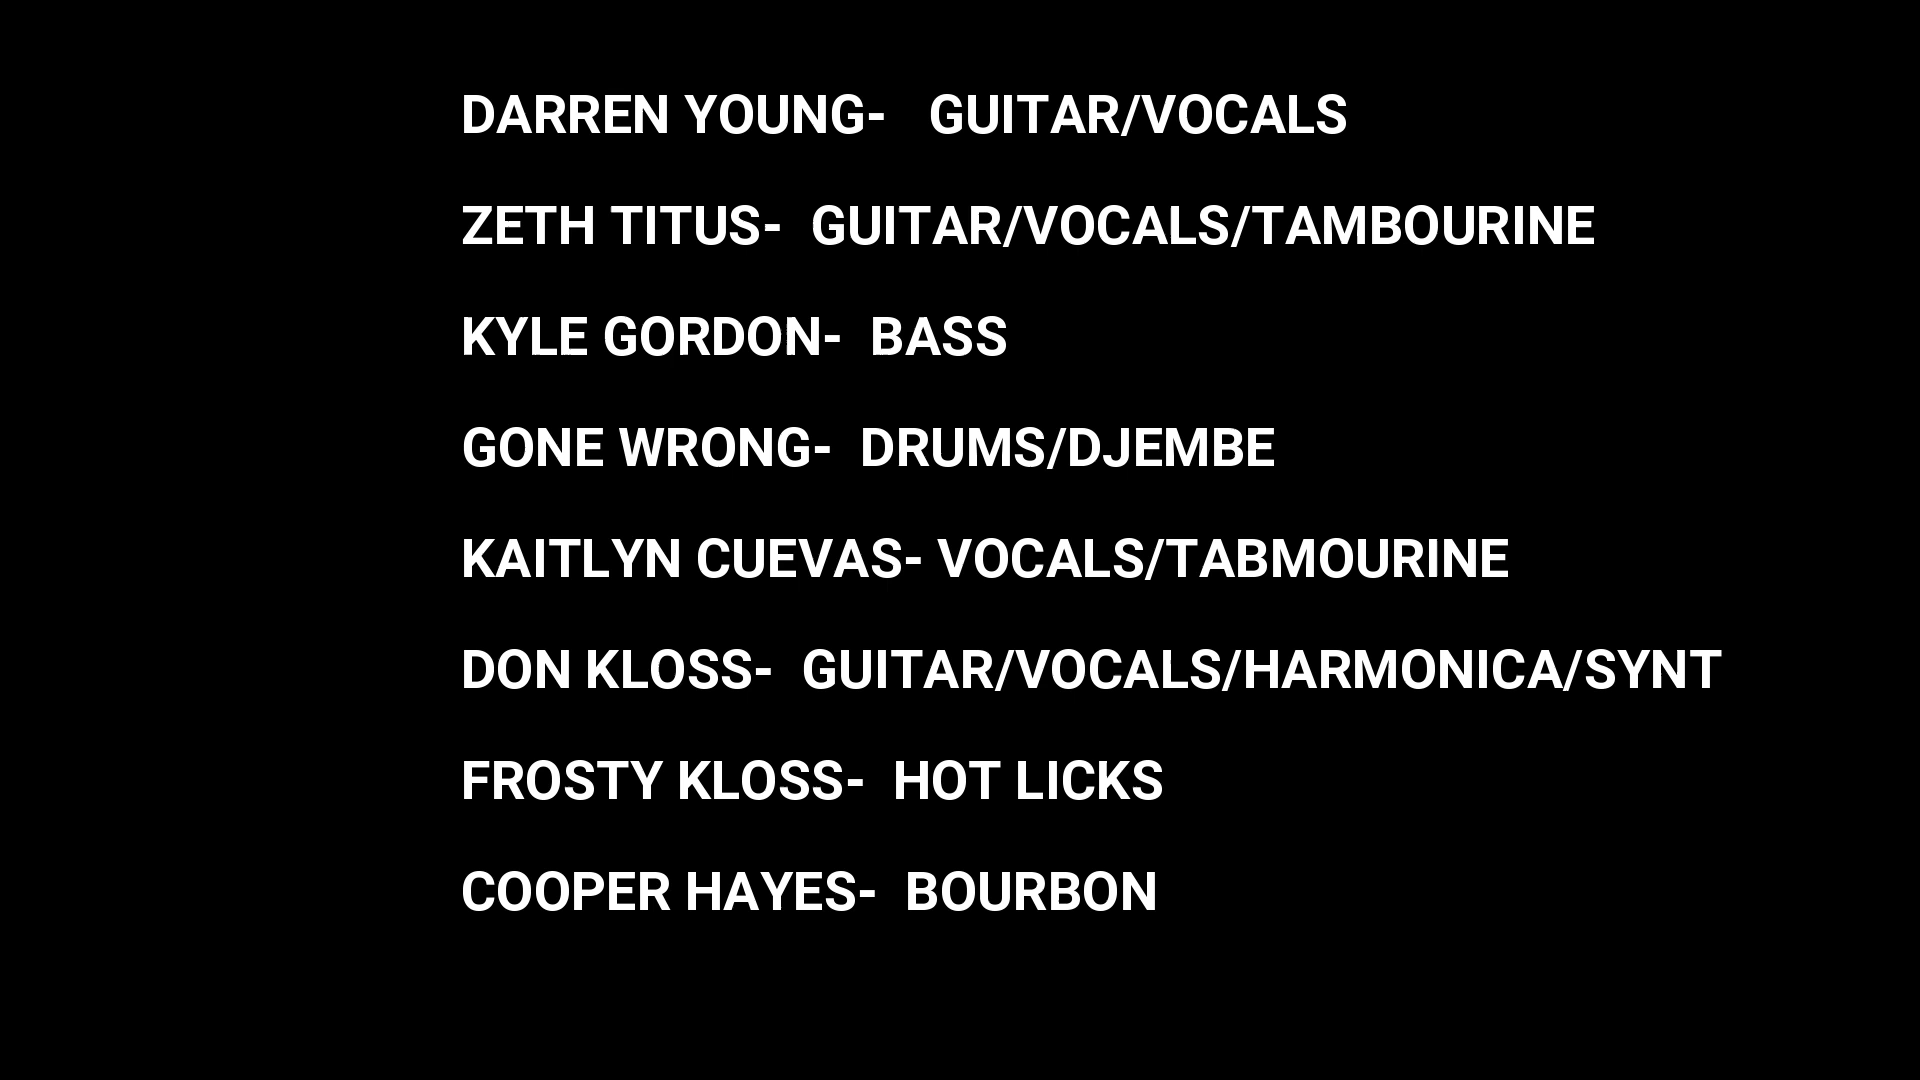 DARREN YOUNG-   GUITAR/VOCALS
ZETH TITUS-  GUITAR/VOCALS/TAMBOURINE
KYLE GORDON-  BASS
GONE WRONG-  DRUMS/DJEMBE
KAITLYN CUEVAS- VOCALS/TABMOURINE
DON KLOSS-  GUITAR/VOCALS/HARMONICA/SYNT
FROSTY KLOSS-  HOT LICKS
COOPER HAYES-  BOURBON